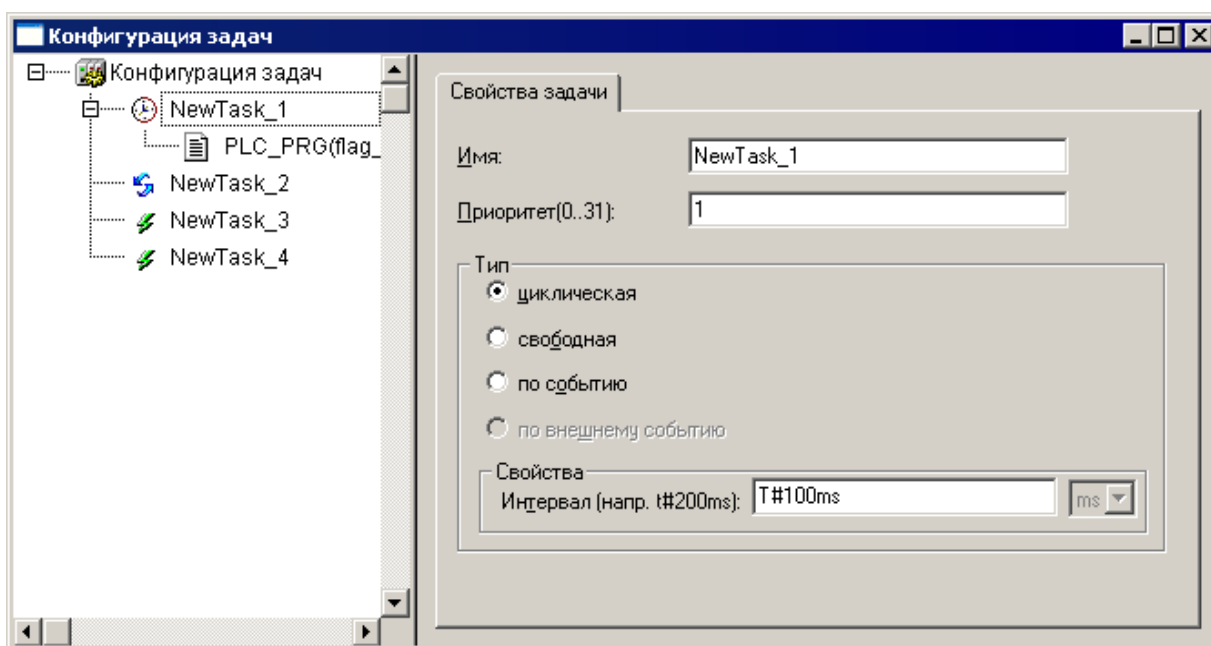 Конфигурация задач
Конфигурация задач
NewTask_1
PLC_PRG(flag_
NewTask_2
NewTask_3
NewTask_4
Свойства задачи
Имя: NewTask_1
Приоритет(0..31): 1
Тип
циклическая
свободная
по событию
по внешнему событию
Свойства
Интервал (напр. t#200ms): T#100ms ms